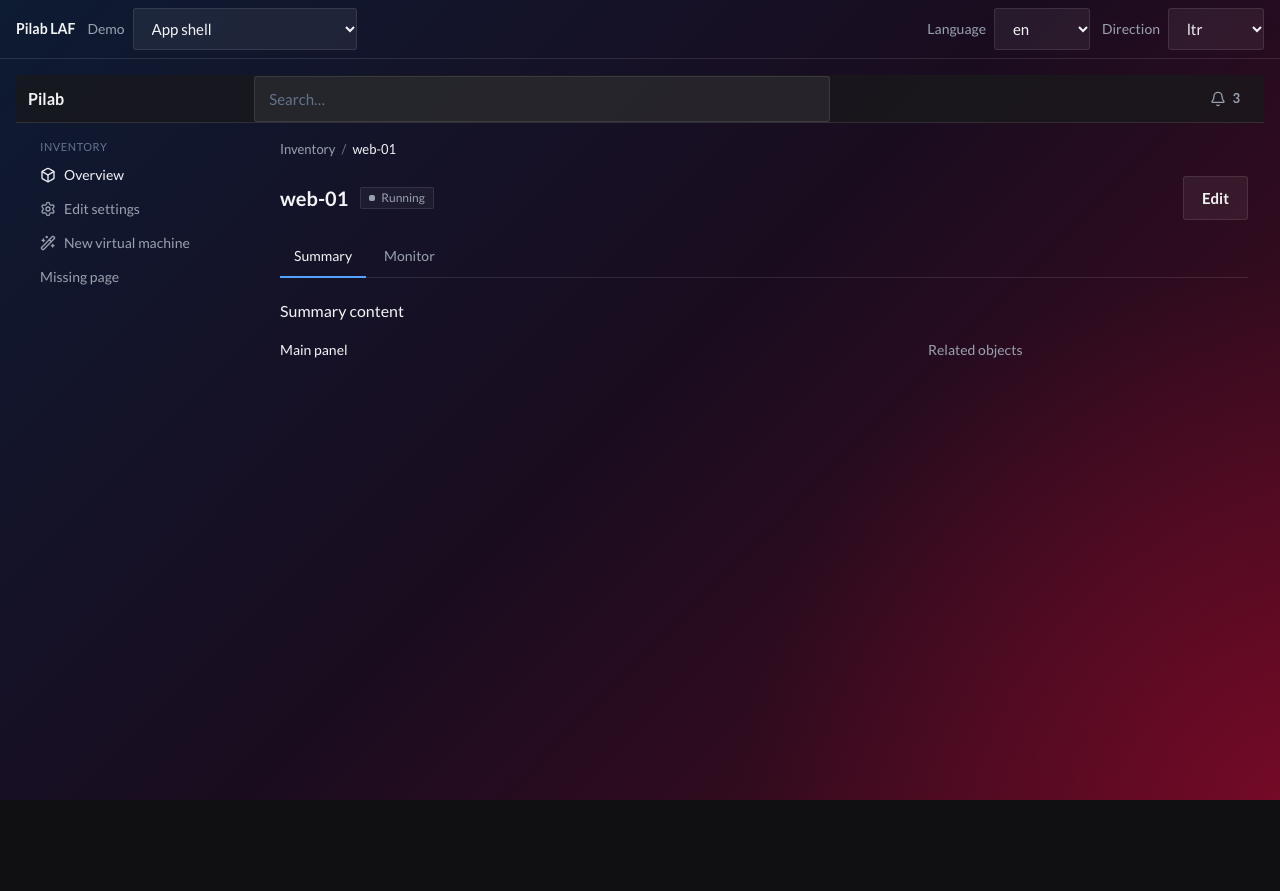 Pilab LAF Demo App shell Language en Direction ltr
Pilab Search... 3
INVENTORY
Overview
Edit settings
New virtual machine
Missing page
Inventory / web-01
web-01 Running Edit
Summary Monitor
Summary content
Main panel Related objects